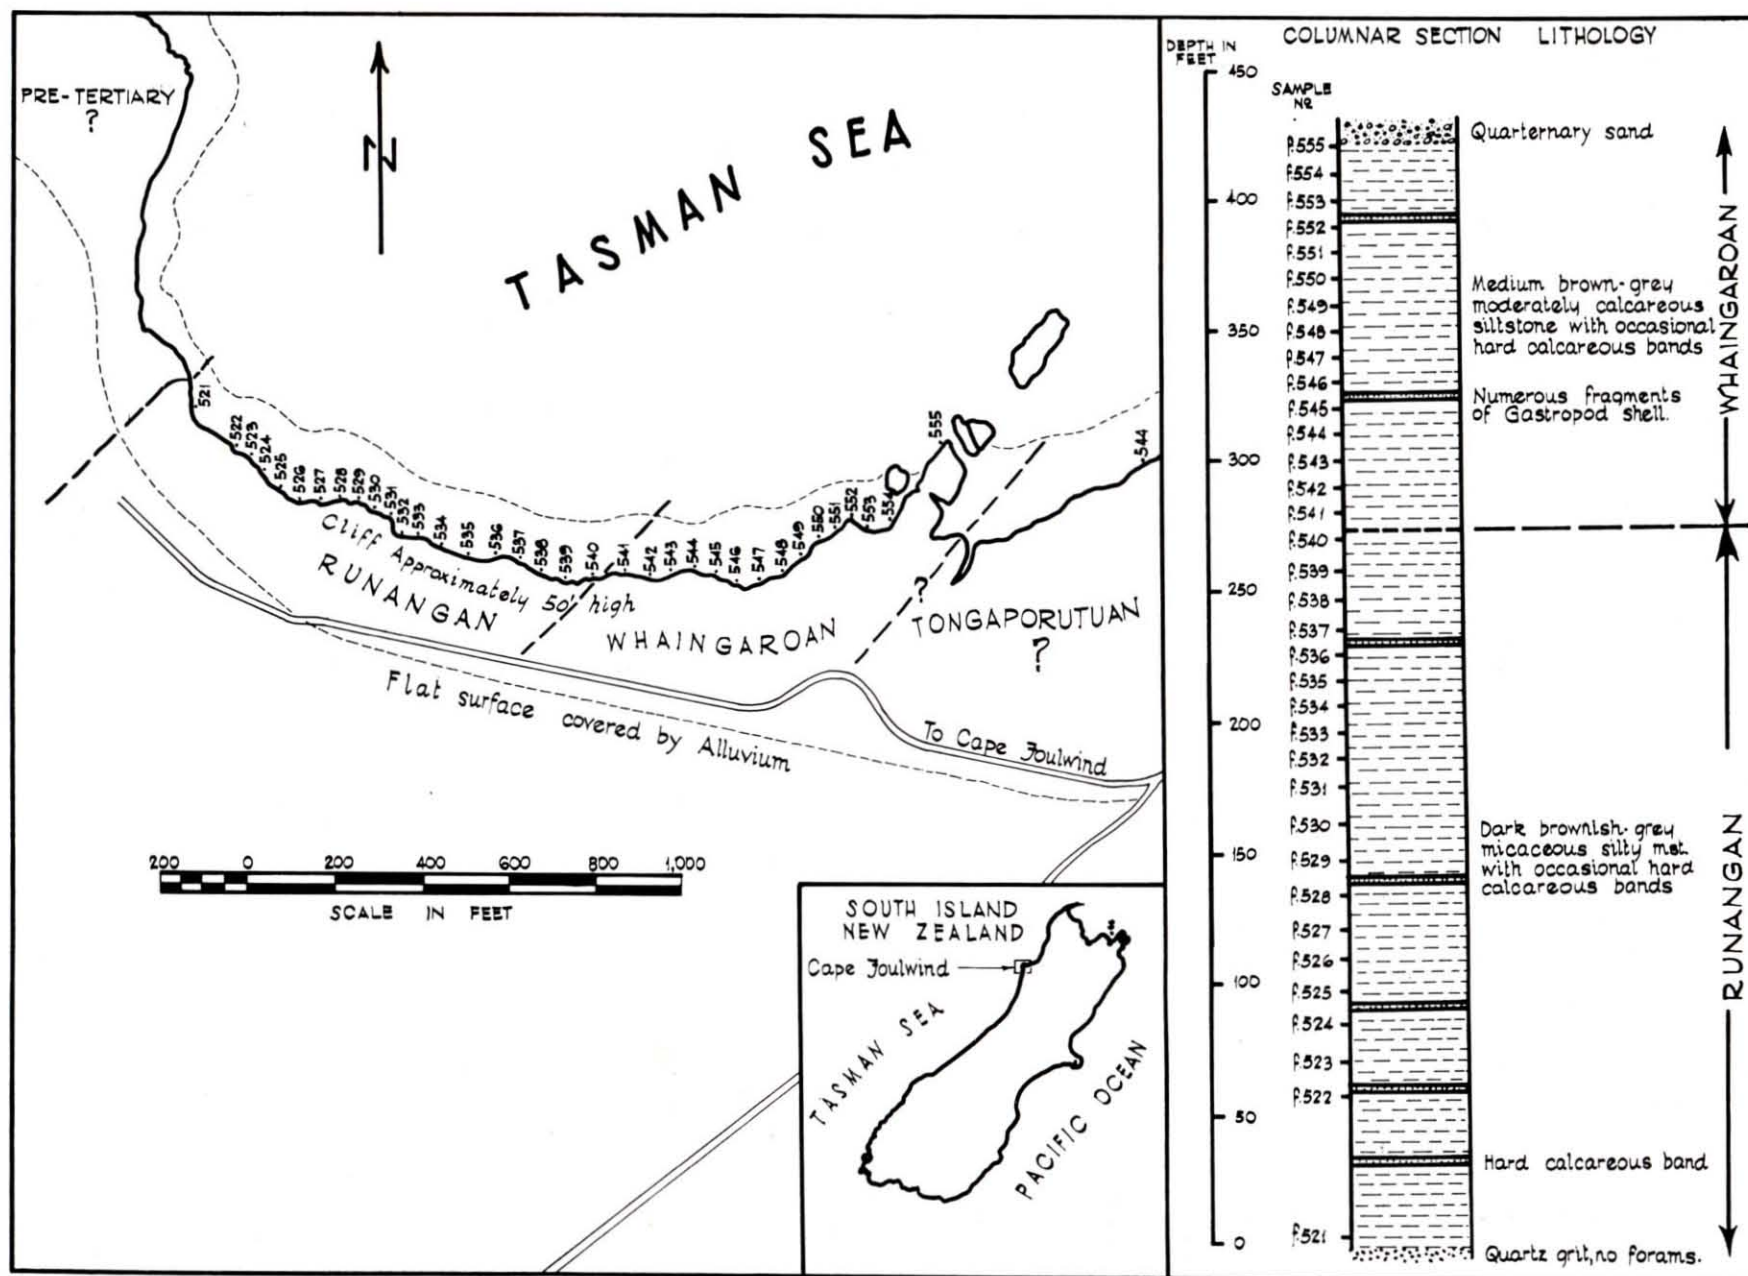 PRE-TERTIARY
?
N
TASMAN SEA
521
522
523
524
525
526
527
528
529
530
531
532
533
534
535
536
537
538
539
540
541
542
543
544
545
546
547
548
549
550
551
552
553
554
555
544
Cliff Approximately 50' high
RUNANGAN
WHAINGAROAN
?
TONGAPORUTUAN
?
Flat surface covered by Alluvium
To Cape Foulwind
200 0 200 400 600 800 1,000
SCALE IN FEET
SOUTH ISLAND
NEW ZEALAND
Cape Foulwind
TASMAN SEA
PACIFIC OCEAN
DEPTH IN
FEET
450
400
350
300
250
200
150
100
50
0
COLUMNAR SECTION LITHOLOGY
SAMPLE
Nº
f.555
f.554
f.553
f.552
f.551
f.550
f.549
f.548
f.547
f.546
f.545
f.544
f.543
f.542
f.541
f.540
f.539
f.538
f.537
f.536
f.535
f.534
f.533
f.532
f.531
f.530
f.529
f.528
f.527
f.526
f.525
f.524
f.523
f.522
f.521
Quarternary sand
Medium brown-grey
moderately calcareous
siltstone with occasional
hard calcareous bands
Numerous fragments
of Gastropod shell.
Dark brownish-grey
micaceous silty mst.
with occasional hard
calcareous bands
Hard calcareous band
Quartz grit, no forams.
WHAINGAROAN
RUNANGAN